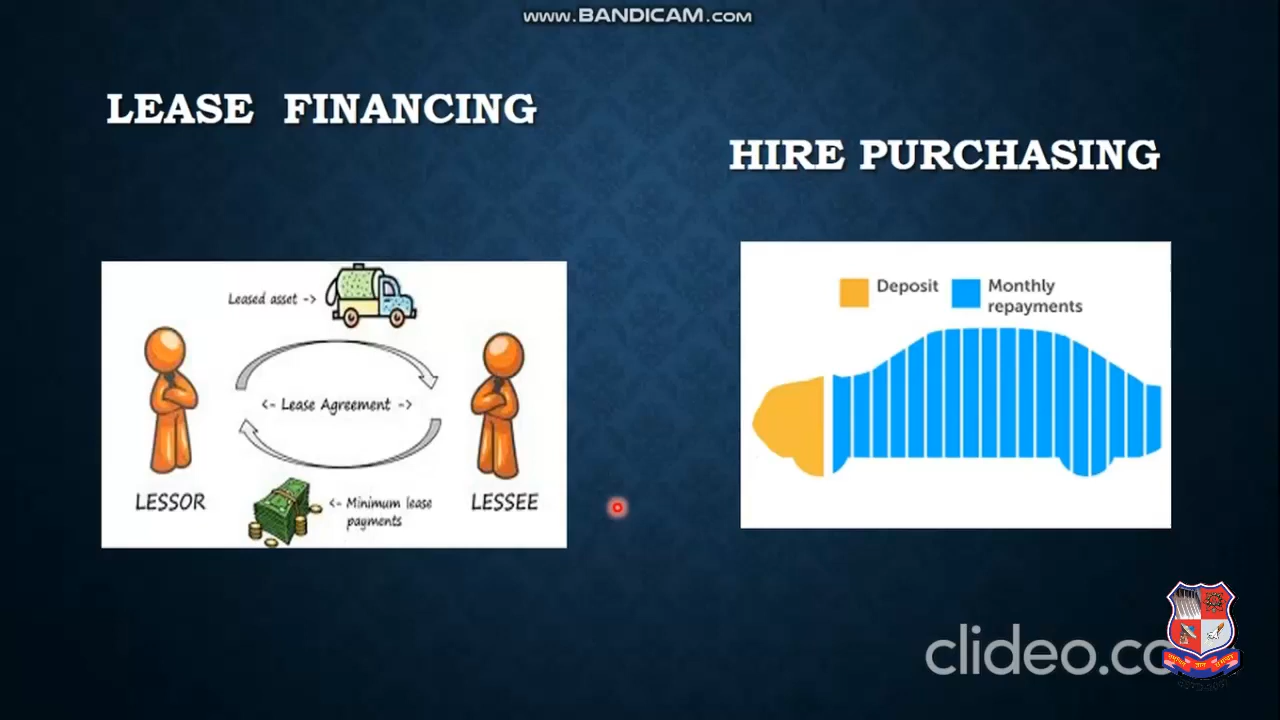 www.BANDICAM.com
LEASE FINANCING
HIRE PURCHASING
Leased asset ->
<- Lease Agreement ->
LESSOR
LESSEE
<- Minimum lease
payments
Deposit
Monthly
repayments
clideo.co